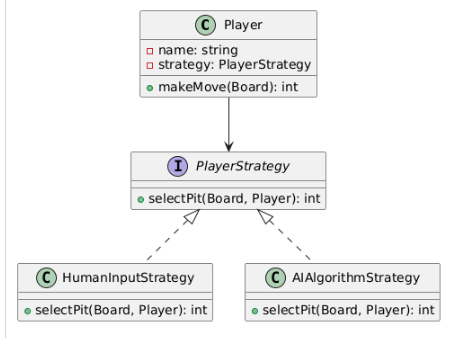 C Player
name: string
strategy: PlayerStrategy
makeMove(Board): int
I PlayerStrategy
selectPit(Board, Player): int
C HumanInputStrategy
selectPit(Board, Player): int
C AIAlgorithmStrategy
selectPit(Board, Player): int